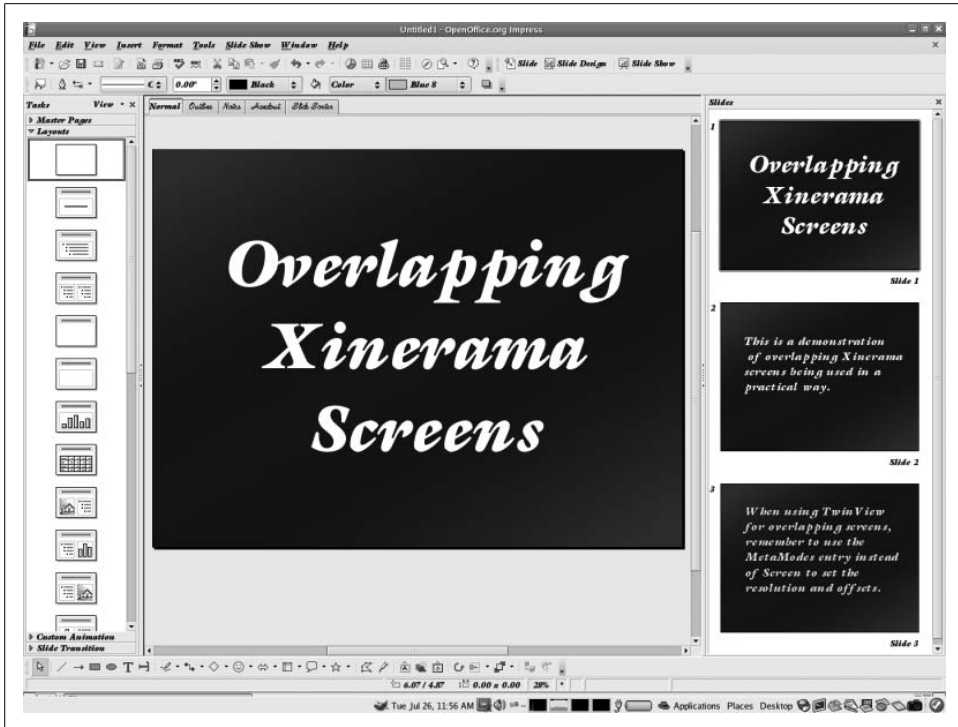 Untitled1 - OpenOffice.org Impress
File Edit View Insert Format Tools Slide Show Window Help
Slide Slide Design Slide Show
0.00" Black Color Blue 8
Tasks View
Master Pages
Layouts
Normal Outline Notes Handout Slide Sorter
Overlapping
Xinerama
Screens
Custom Animation
Slide Transition
Slides
1
Overlapping
Xinerama
Screens
Slide 1
2
This is a demonstration
of overlapping Xinerama
screens being used in a
practical way.
Slide 2
3
When using TwinView
for overlapping screens,
remember to use the
MetaModes entry instead
of Screen to set the
resolution and offsets.
Slide 3
6.07 / 4.87 0.00 x 0.00 28% *
Tue Jul 26, 11:56 AM Applications Places Desktop